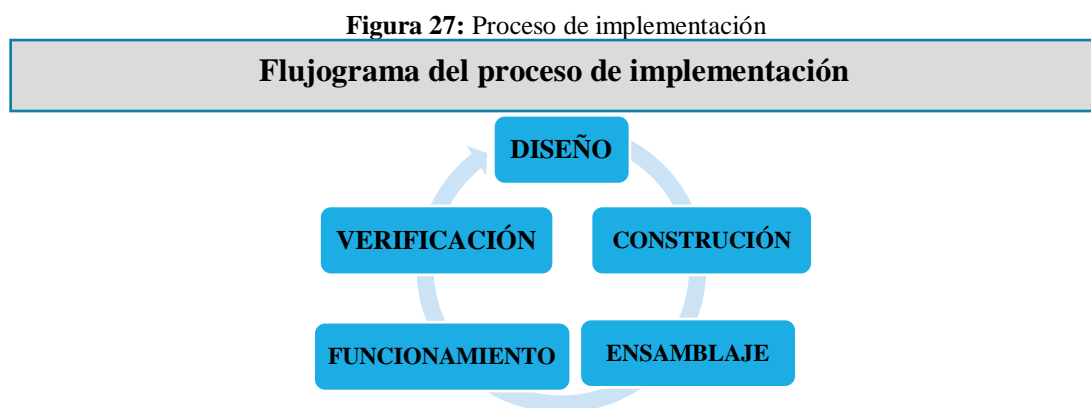 Figura 27: Proceso de implementación
Flujograma del proceso de implementación
DISEÑO
CONSTRUCIÓN
ENSAMBLAJE
FUNCIONAMIENTO
VERIFICACIÓN